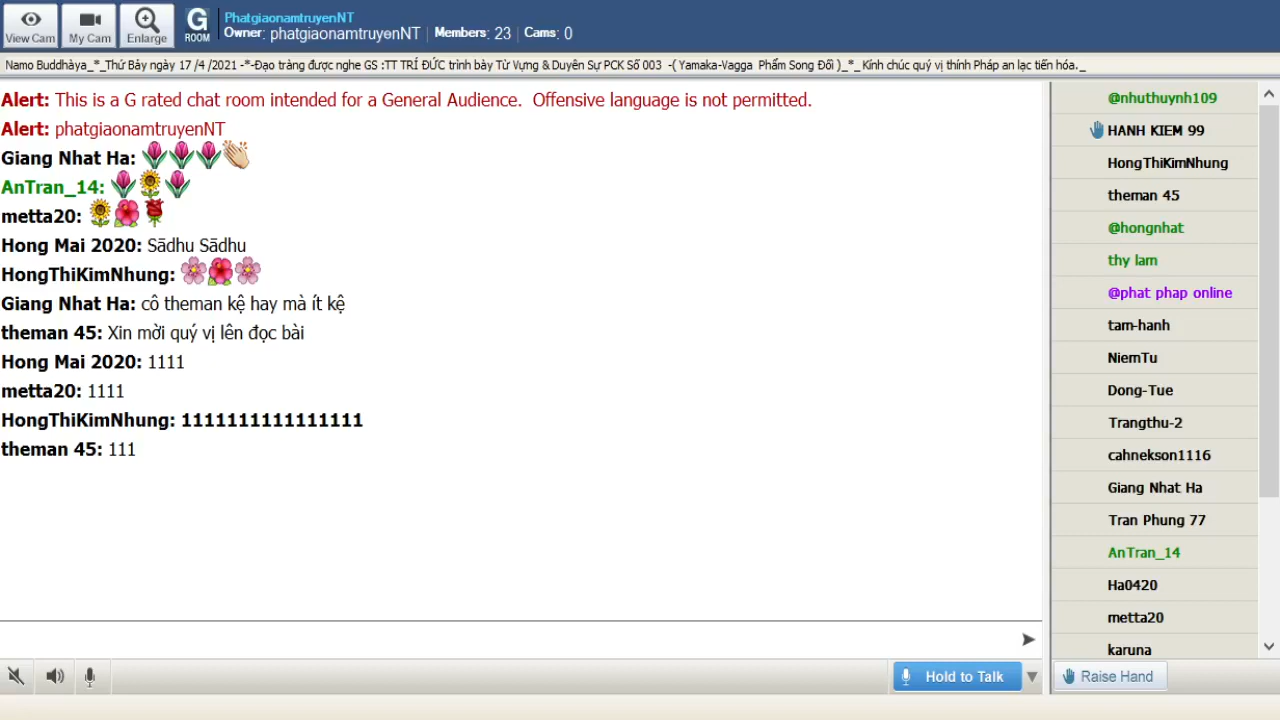 View Cam
My Cam
Enlarge
G
ROOM
PhatgiaonamtruyenNT
Owner: phatgiaonamtruyenNT
Members: 23
Cams: 0
Namo Buddhàya_*_Thứ Bảy ngày 17 /4 /2021 -*-Đạo tràng được nghe GS :TT TRÍ ĐỨC trình bày Từ Vựng & Duyên Sự PCK Số 003 -( Yamaka-Vagga Phẩm Song Đối )_*_ Kính chúc quý vị thính Pháp an lạc tiến hóa._
Alert: This is a G rated chat room intended for a General Audience. Offensive language is not permitted.
Alert: phatgiaonamtruyenNT
Giang Nhat Ha:
AnTran_14:
metta20:
Hong Mai 2020: Sādhu Sādhu
HongThiKimNhung:
Giang Nhat Ha: cô theman kệ hay mà ít kệ
theman 45: Xin mời quý vị lên đọc bài
Hong Mai 2020: 1111
metta20: 1111
HongThiKimNhung: 1111111111111111
theman 45: 111
@nhuthuynh109
HANH KIEM 99
HongThiKimNhung
theman 45
@hongnhat
thy lam
@phat phap online
tam-hanh
NiemTu
Dong-Tue
Trangthu-2
cahnekson1116
Giang Nhat Ha
Tran Phung 77
AnTran_14
Ha0420
metta20
karuna
Hold to Talk
Raise Hand